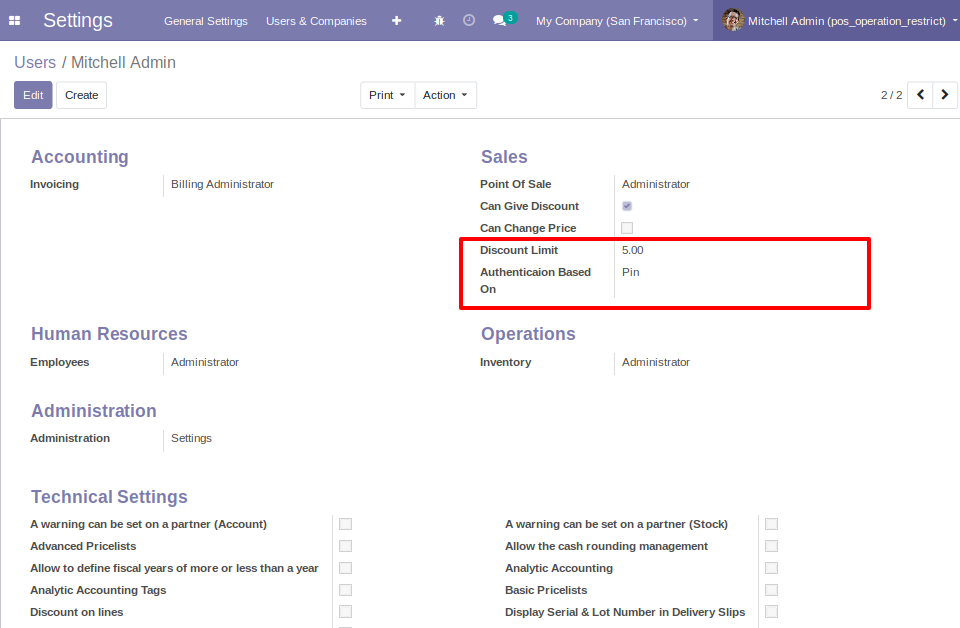 Settings General Settings Users & Companies + 3 My Company (San Francisco) Mitchell Admin (pos_operation_restrict)
Users / Mitchell Admin
Edit Create Print Action 2 / 2
Accounting
Invoicing Billing Administrator
Sales
Point Of Sale Administrator
Can Give Discount
Can Change Price
Discount Limit 5.00
Authenticaion Based Pin
On
Human Resources
Employees Administrator
Operations
Inventory Administrator
Administration
Administration Settings
Technical Settings
A warning can be set on a partner (Account) A warning can be set on a partner (Stock)
Advanced Pricelists Allow the cash rounding management
Allow to define fiscal years of more or less than a year Analytic Accounting
Analytic Accounting Tags Basic Pricelists
Discount on lines Display Serial & Lot Number in Delivery Slips